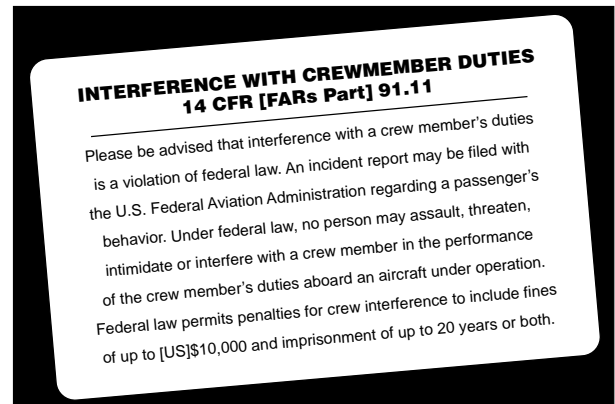 INTERFERENCE WITH CREWMEMBER DUTIES
14 CFR [FARs Part] 91.11
Please be advised that interference with a crew member's duties
is a violation of federal law. An incident report may be filed with
the U.S. Federal Aviation Administration regarding a passenger's
behavior. Under federal law, no person may assault, threaten,
intimidate or interfere with a crew member in the performance
of the crew member's duties aboard an aircraft under operation.
Federal law permits penalties for crew interference to include fines
of up to [US]$10,000 and imprisonment of up to 20 years or both.